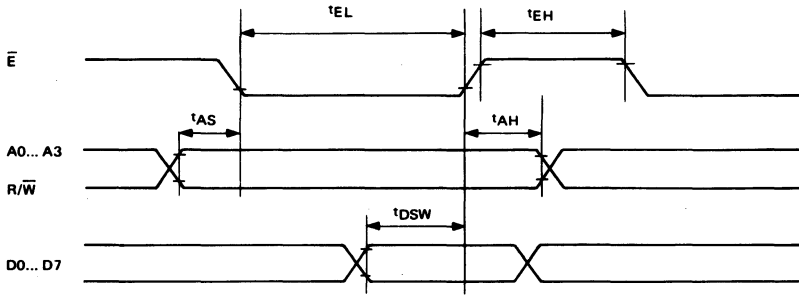 tEL
tEH
E̅
tAS
tAH
A0... A3
R/W̅
tDSW
D0... D7